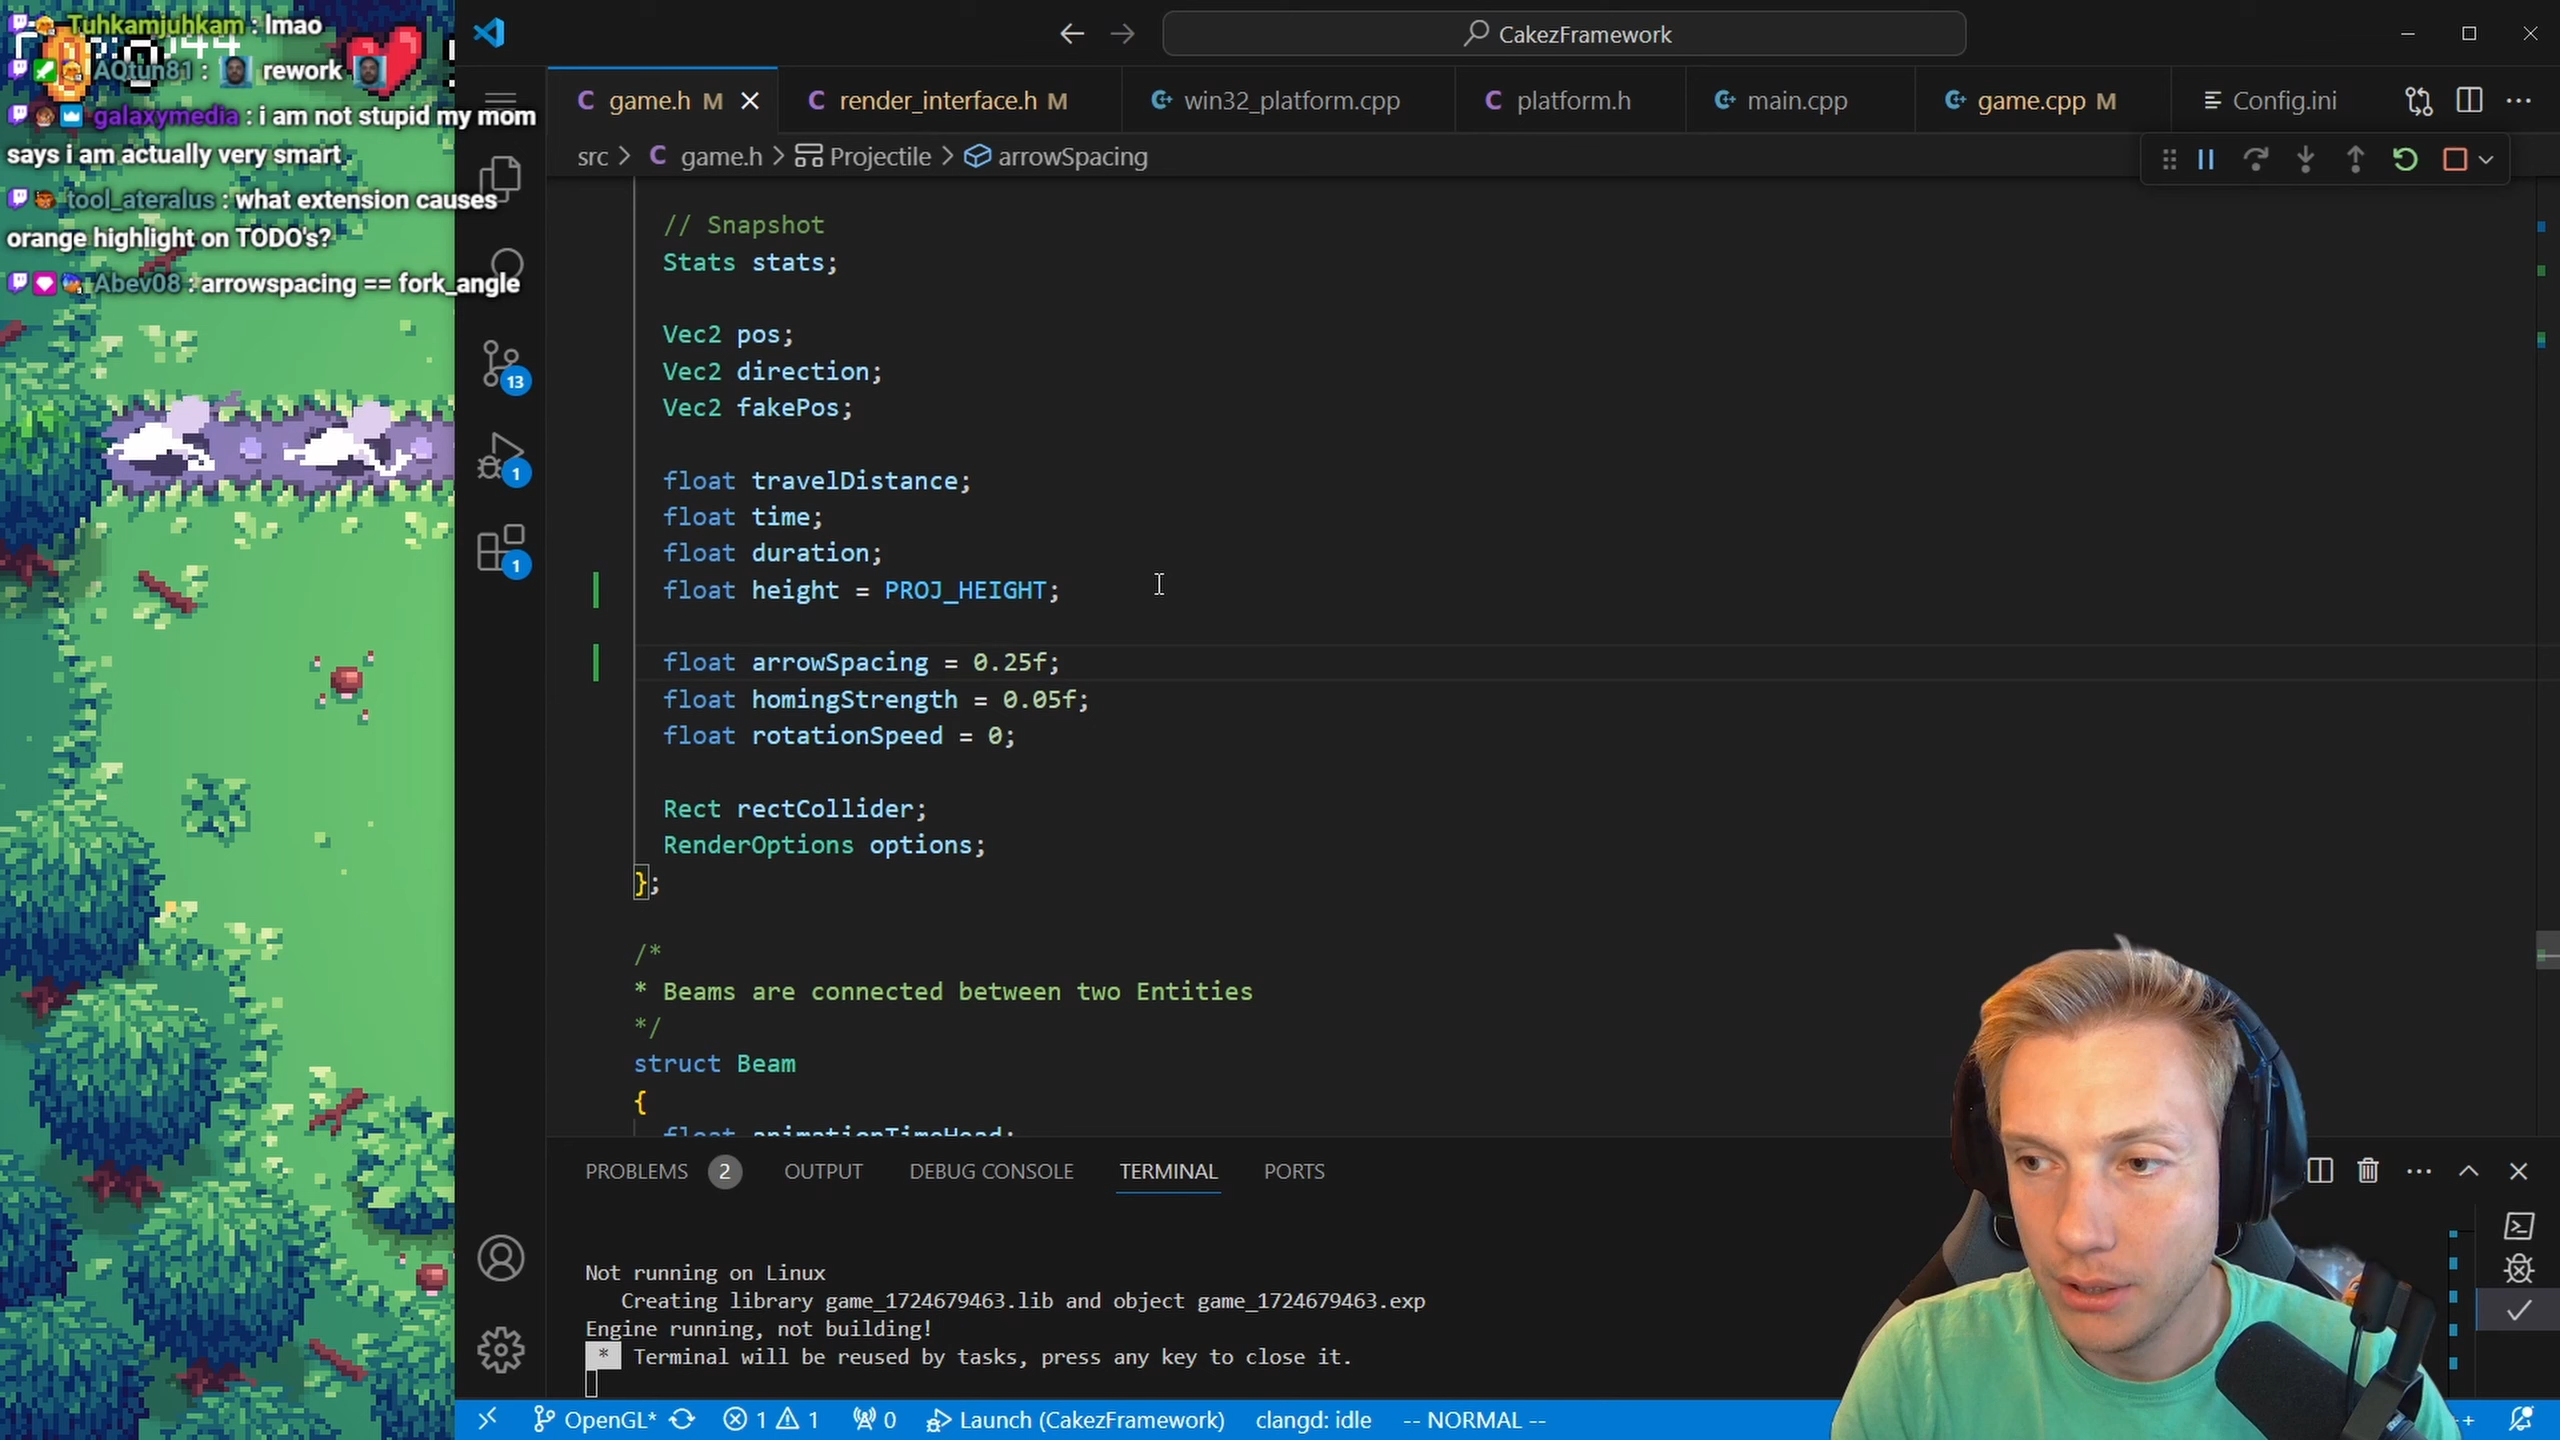 Tuhkamjuhkam : lmao
AQtun81 : rework
galaxymedia : i am not stupid my mom
says i am actually very smart
tool_ateralus : what extension causes
orange highlight on TODO's?
Abev08 : arrowspacing == fork_angle
CakezFramework
game.h M
render_interface.h M
win32_platform.cpp
platform.h
main.cpp
game.cpp M
Config.ini
src > C game.h > Projectile > arrowSpacing
// Snapshot
Stats stats;
Vec2 pos;
Vec2 direction;
Vec2 fakePos;
float travelDistance;
float time;
float duration;
float height = PROJ_HEIGHT;
float arrowSpacing = 0.25f;
float homingStrength = 0.05f;
float rotationSpeed = 0;
Rect rectCollider;
RenderOptions options;
};
/*
* Beams are connected between two Entities
*/
struct Beam
{
float animationTimeHead;
13
1
1
PROBLEMS 2 OUTPUT DEBUG CONSOLE TERMINAL PORTS
Not running on Linux
Creating library game_1724679463.lib and object game_1724679463.exp
Engine running, not building!
* Terminal will be reused by tasks, press any key to close it.
OpenGL* 1 1 0 Launch (CakezFramework) clangd: idle -- NORMAL --